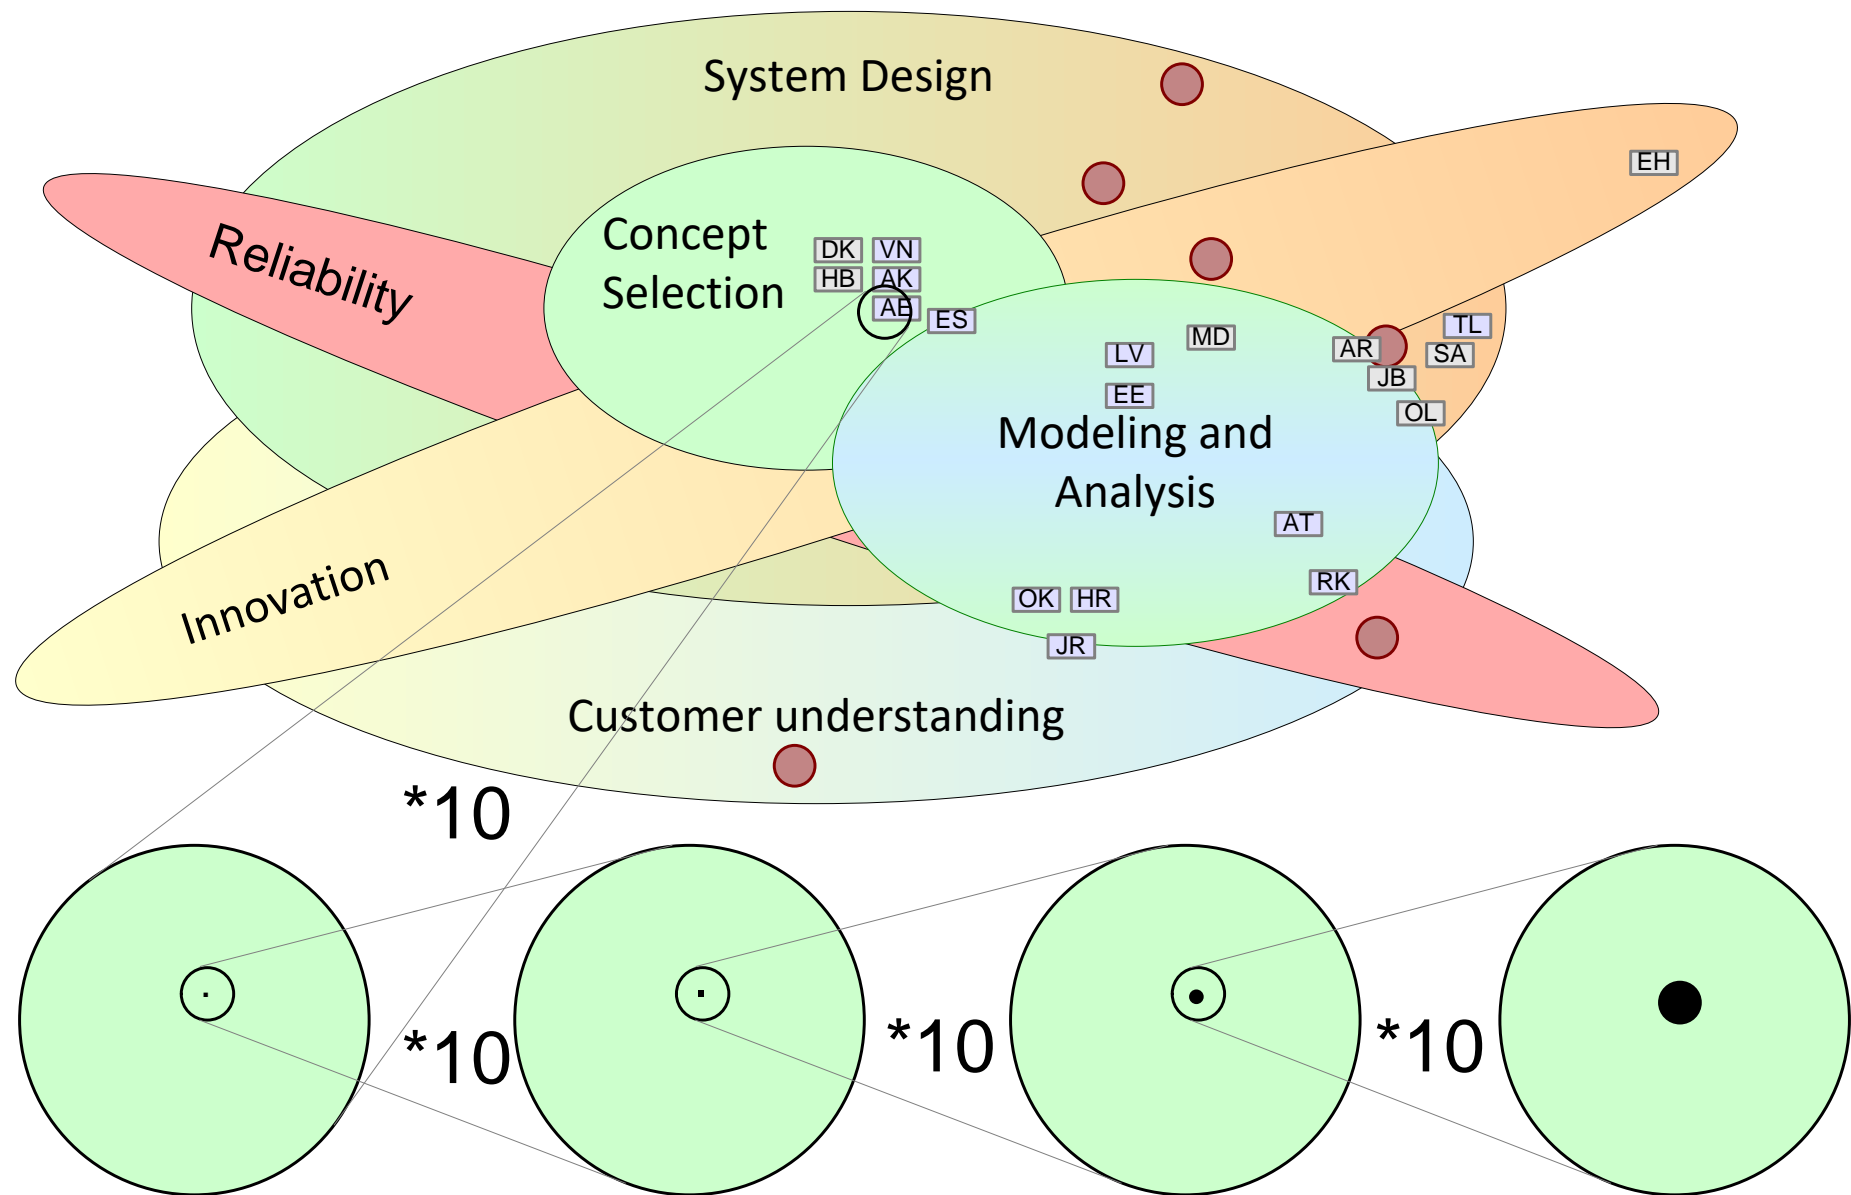 System Design
EH
Reliability
Concept
Selection
DK VN
HB AK
AE
ES
TL
MD
AR
SA
LV
JB
EE
OL
Modeling and
Analysis
AT
Innovation
RK
OK HR
JR
Customer understanding
*10
*10
*10
*10